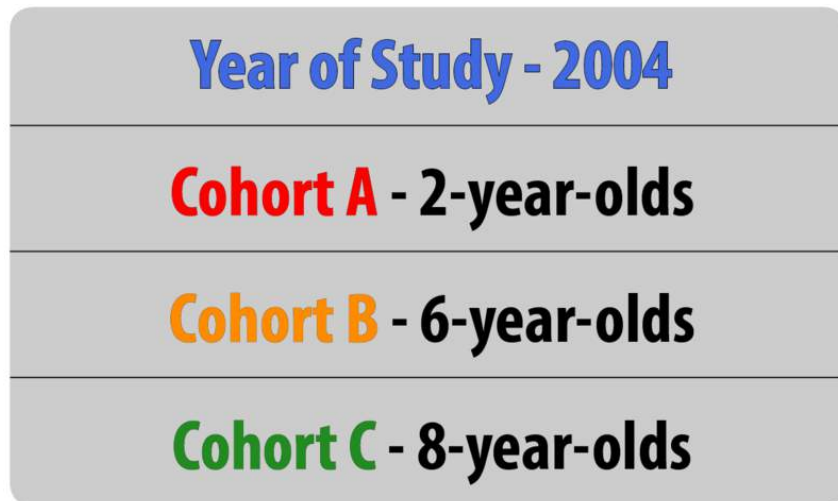 Year of Study - 2004
Cohort A - 2-year-olds
Cohort B - 6-year-olds
Cohort C - 8-year-olds